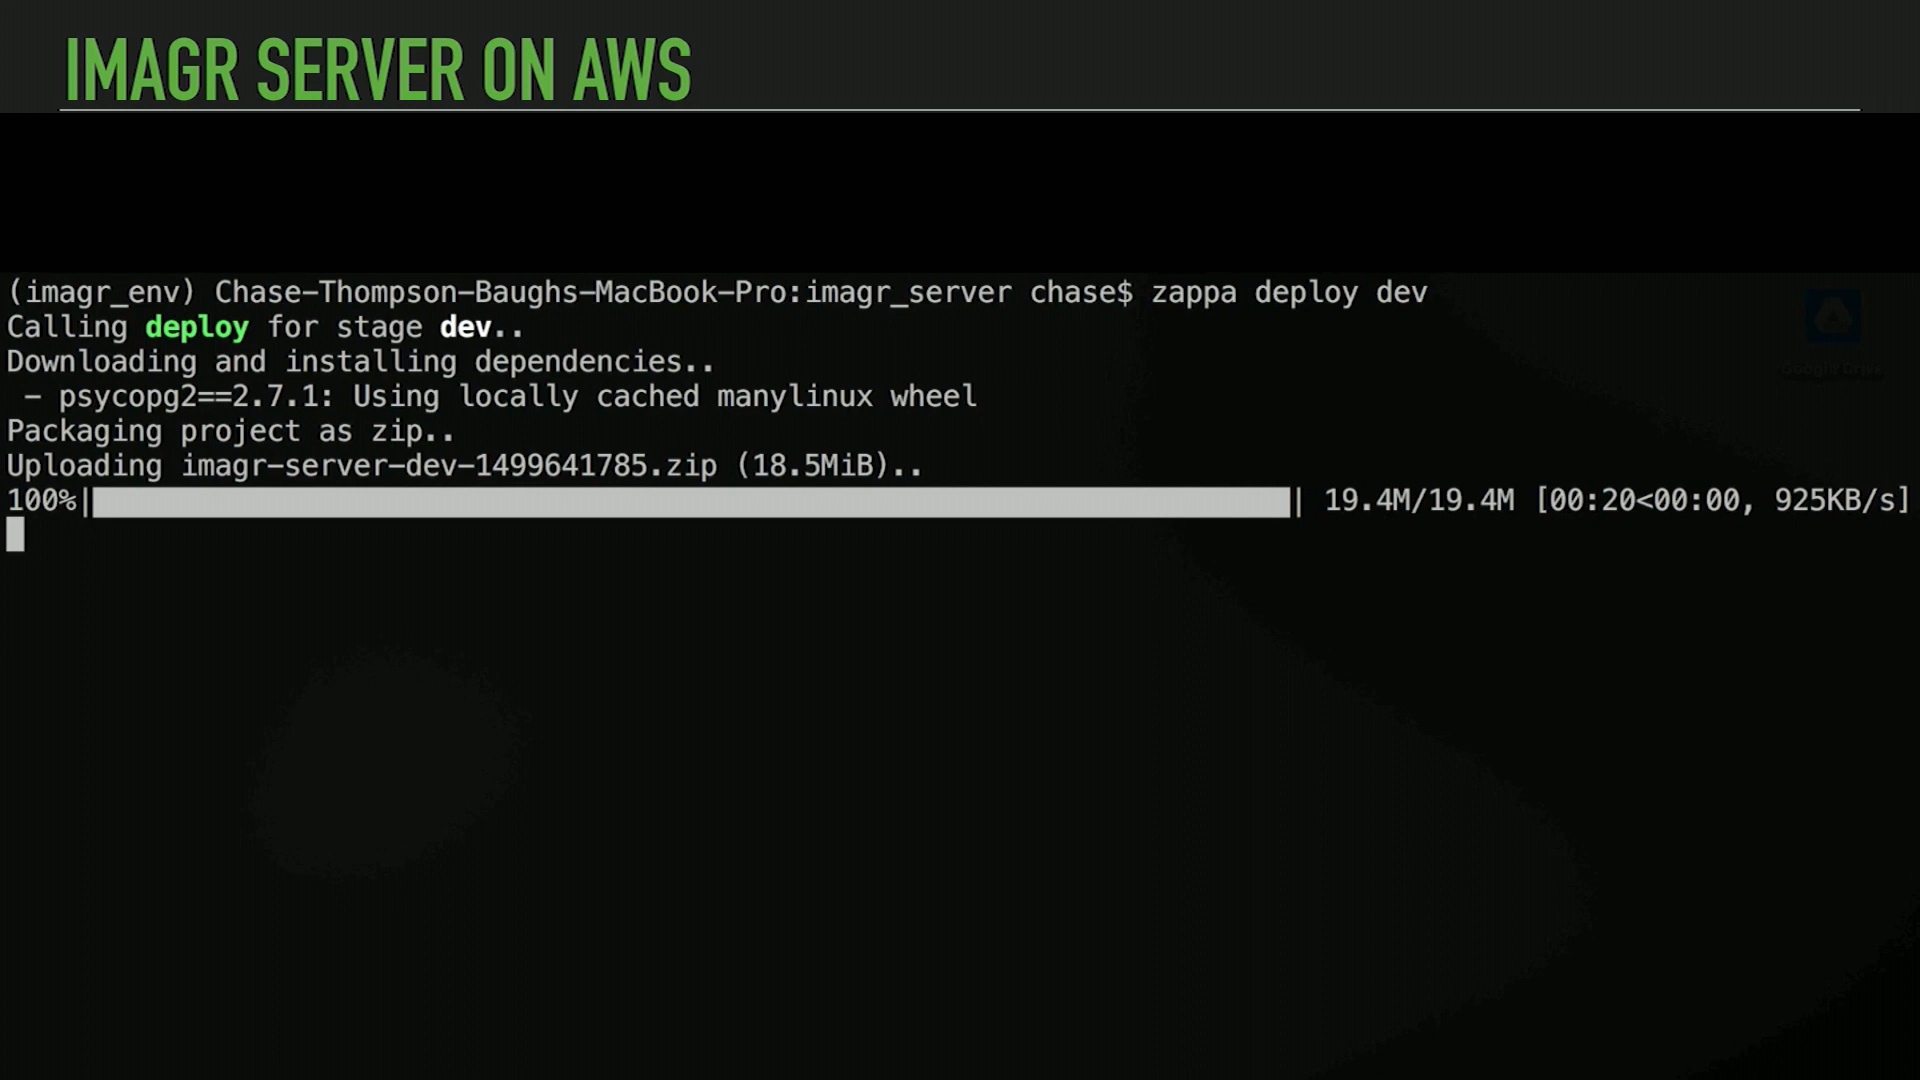 IMAGR SERVER ON AWS
(imagr_env) Chase-Thompson-Baughs-MacBook-Pro:imagr_server chase$ zappa deploy dev
Calling deploy for stage dev..
Downloading and installing dependencies..
 - psycopg2==2.7.1: Using locally cached manylinux wheel
Packaging project as zip..
Uploading imagr-server-dev-1499641785.zip (18.5MiB)..
100%| | 19.4M/19.4M [00:20<00:00, 925KB/s]
Google Drive